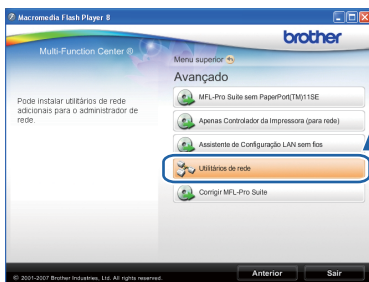 Macromedia Flash Player 8
brother
Multi-Function Center ®
Menu superior
Avançado
Pode instalar utilitários de rede
adicionais para o administrador de
rede.
MFL-Pro Suite sem PaperPort(TM)11SE
Apenas Controlador da Impressora (para rede)
Assistente de Configuração LAN sem fios
Utilitários de rede
Corrigir MFL-Pro Suite
© 2001-2007 Brother Industries, Ltd. All rights reserved.
Anterior
Sair